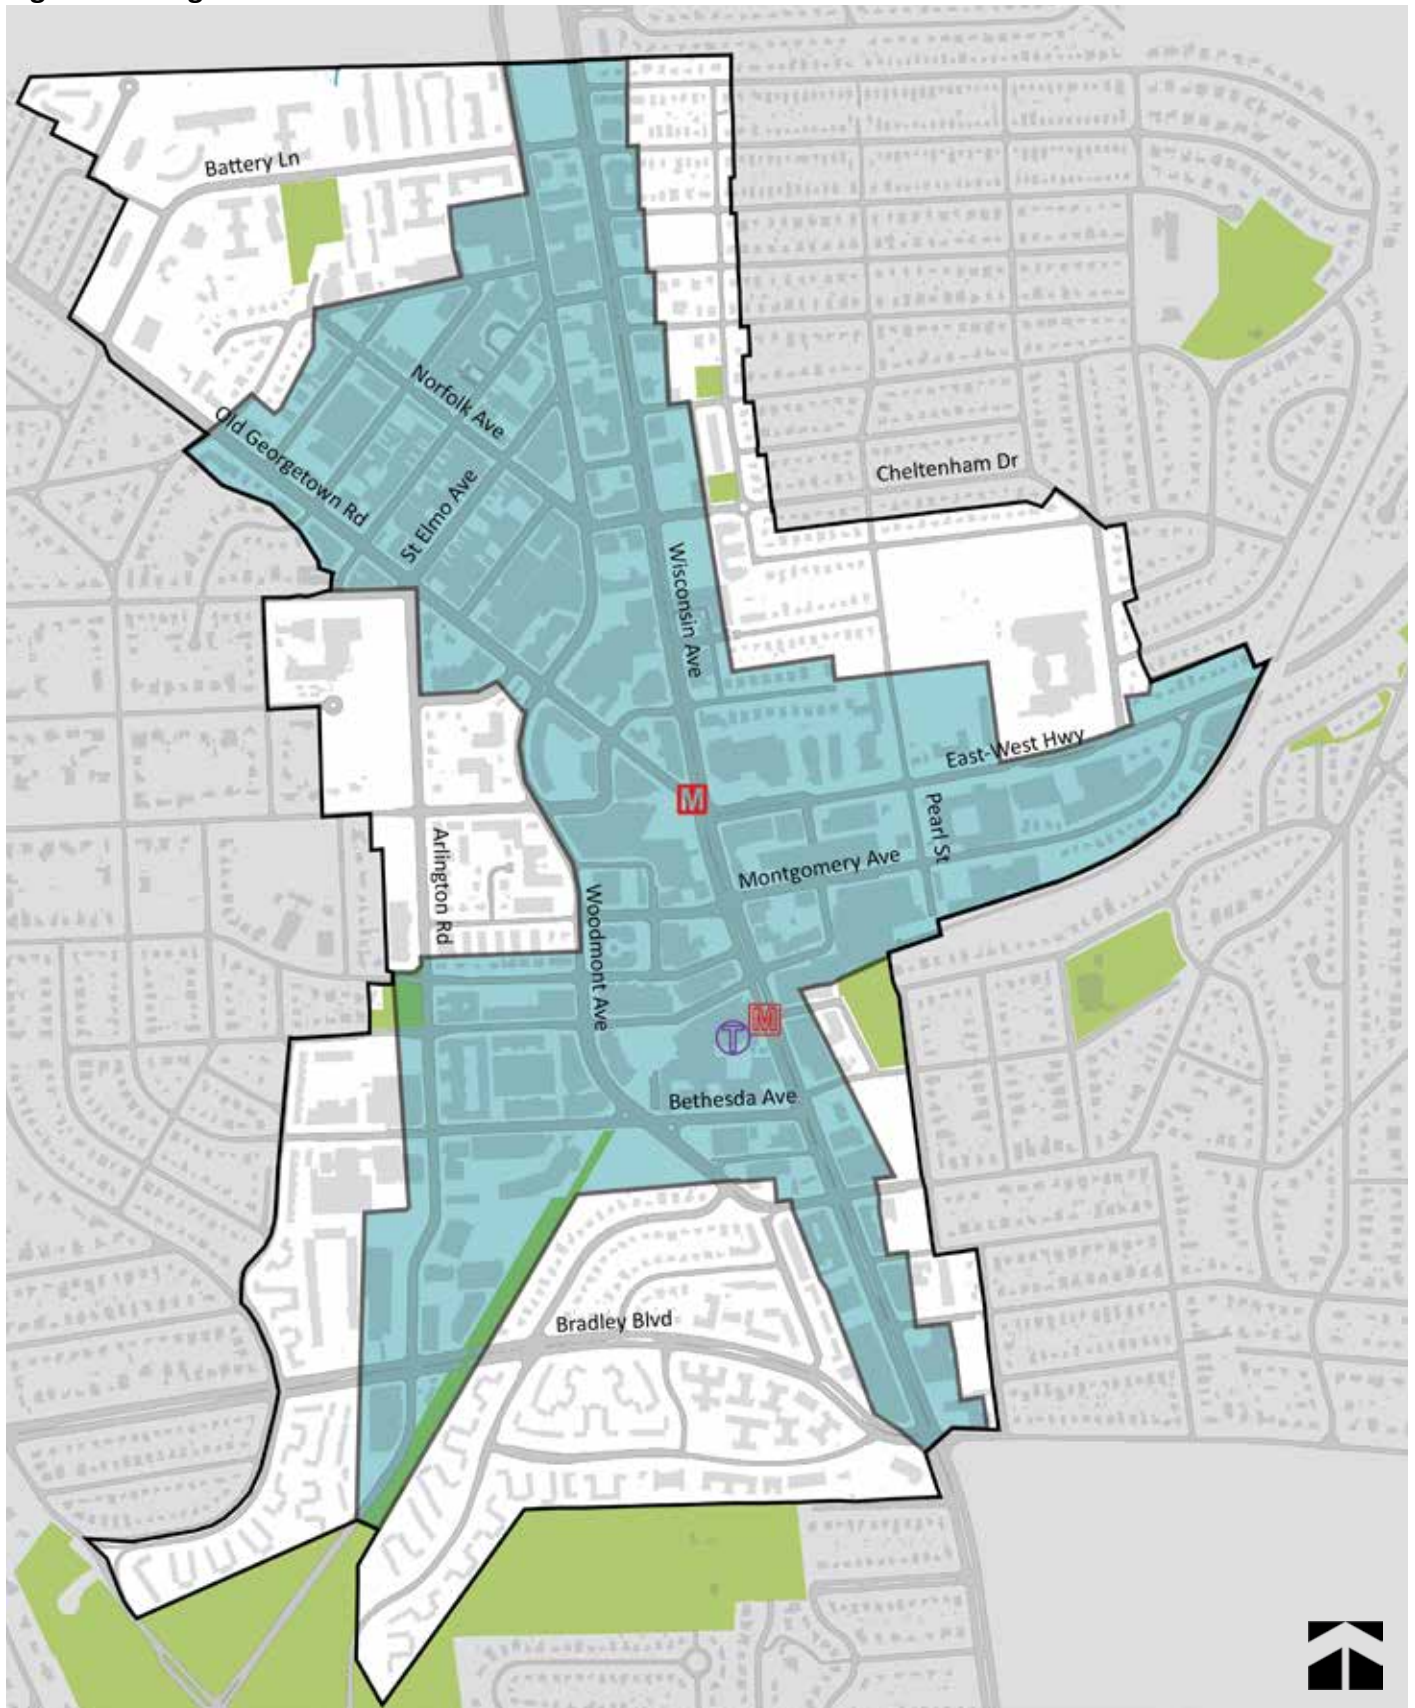 Battery Ln
Norfolk Ave
Old Georgetown Rd
St Elmo Ave
Cheltenham Dr
Wisconsin Ave
East-West Hwy
M
Pearl St
Arlington Rd
Montgomery Ave
Woodmont Ave
M
T
Bethesda Ave
Bradley Blvd